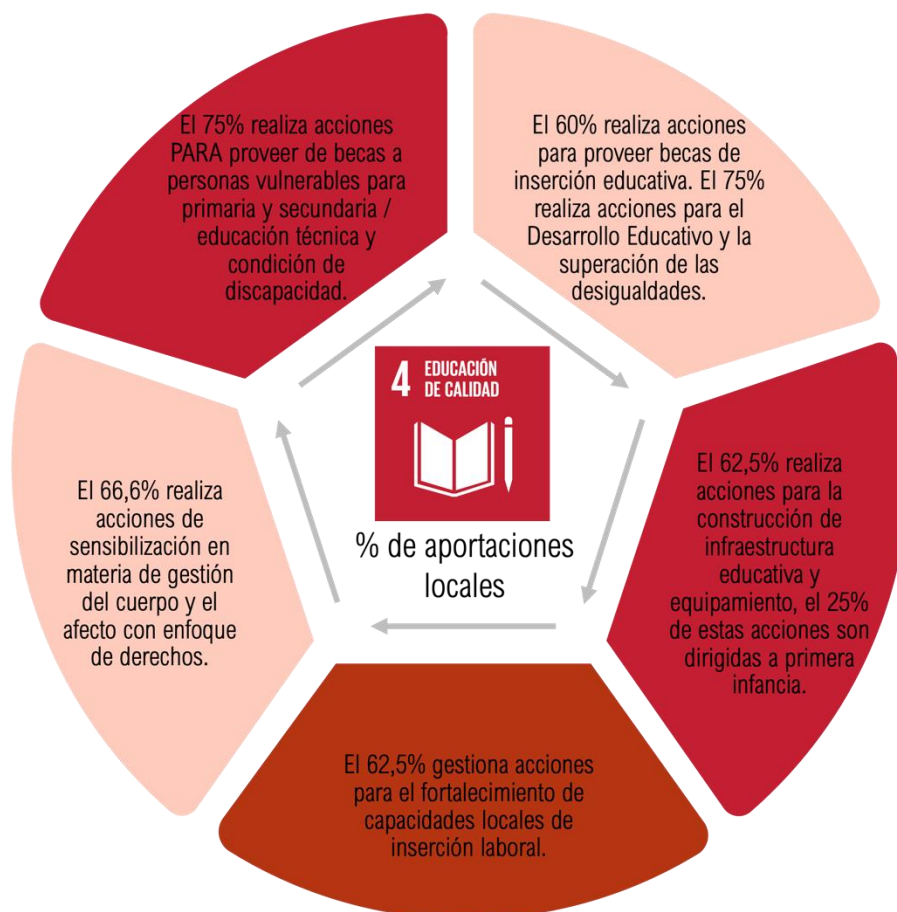 El 75% realiza acciones
PARA proveer de becas a
personas vulnerables para
primaria y secundaria /
educación técnica y
condición de
discapacidad.
El 60% realiza acciones
para proveer becas de
inserción educativa. El 75%
realiza acciones para el
Desarrollo Educativo y la
superación de las
desigualdades.
4 EDUCACIÓN
DE CALIDAD
% de aportaciones
locales
El 62,5% realiza
acciones para la
construcción de
infraestructura
educativa y
equipamiento, el 25%
de estas acciones son
dirigidas a primera
infancia.
El 62,5% gestiona acciones
para el fortalecimiento de
capacidades locales de
inserción laboral.
El 66,6% realiza
acciones de
sensibilización en
materia de gestión
del cuerpo y el
afecto con enfoque
de derechos.